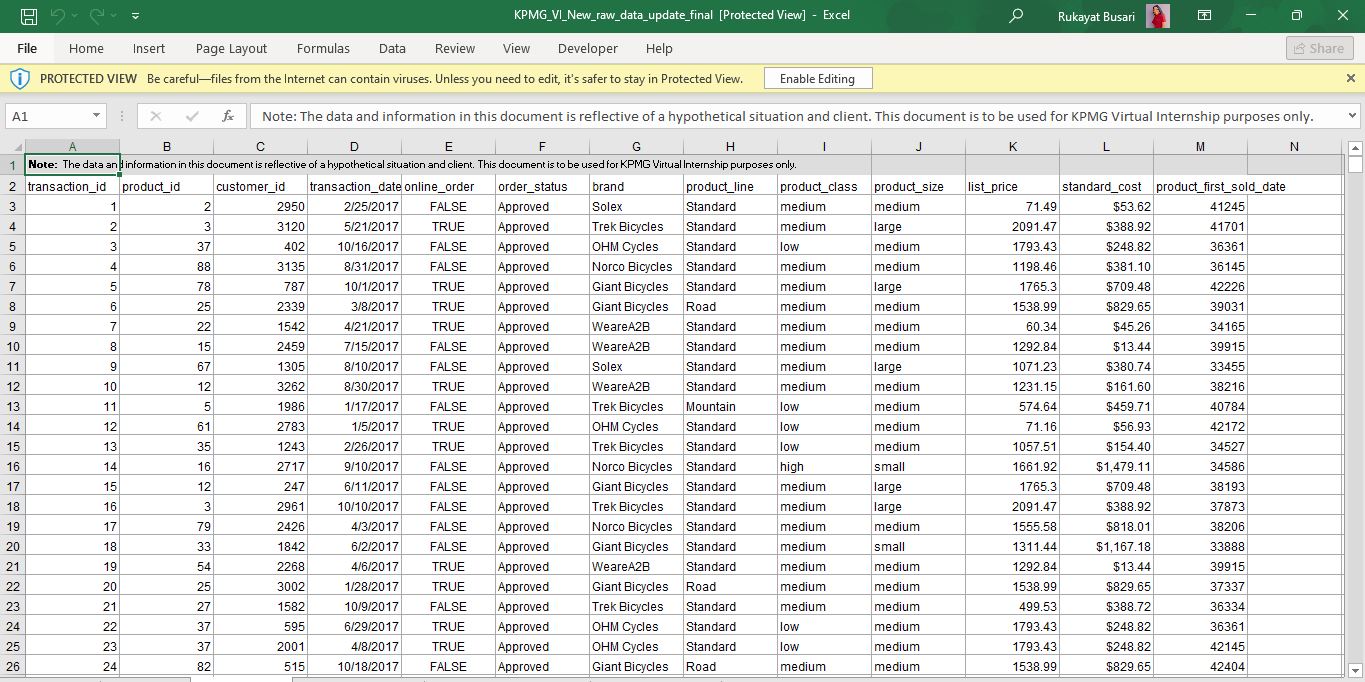 KPMG_VI_New_raw_data_update_final [Protected View] - Excel
Rukayat Busari
File Home Insert Page Layout Formulas Data Review View Developer Help Share
PROTECTED VIEW Be careful—files from the Internet can contain viruses. Unless you need to edit, it's safer to stay in Protected View. Enable Editing
A1 fx Note: The data and information in this document is reflective of a hypothetical situation and client. This document is to be used for KPMG Virtual Internship purposes only.
A B C D E F G H I J K L M N
1 Note: The data and information in this document is reflective of a hypothetical situation and client. This document is to be used for KPMG Virtual Internship purposes only.
2 transaction_id product_id customer_id transaction_date online_order order_status brand product_line product_class product_size list_price standard_cost product_first_sold_date
3 1 2 2950 2/25/2017 FALSE Approved Solex Standard medium medium 71.49 $53.62 41245
4 2 3 3120 5/21/2017 TRUE Approved Trek Bicycles Standard medium large 2091.47 $388.92 41701
5 3 37 402 10/16/2017 FALSE Approved OHM Cycles Standard low medium 1793.43 $248.82 36361
6 4 88 3135 8/31/2017 FALSE Approved Norco Bicycles Standard medium medium 1198.46 $381.10 36145
7 5 78 787 10/1/2017 TRUE Approved Giant Bicycles Standard medium large 1765.3 $709.48 42226
8 6 25 2339 3/8/2017 TRUE Approved Giant Bicycles Road medium medium 1538.99 $829.65 39031
9 7 22 1542 4/21/2017 TRUE Approved WeareA2B Standard medium medium 60.34 $45.26 34165
10 8 15 2459 7/15/2017 FALSE Approved WeareA2B Standard medium medium 1292.84 $13.44 39915
11 9 67 1305 8/10/2017 FALSE Approved Solex Standard medium large 1071.23 $380.74 33455
12 10 12 3262 8/30/2017 TRUE Approved WeareA2B Standard medium medium 1231.15 $161.60 38216
13 11 5 1986 1/17/2017 FALSE Approved Trek Bicycles Mountain low medium 574.64 $459.71 40784
14 12 61 2783 1/5/2017 TRUE Approved OHM Cycles Standard low medium 71.16 $56.93 42172
15 13 35 1243 2/26/2017 TRUE Approved Trek Bicycles Standard low medium 1057.51 $154.40 34527
16 14 16 2717 9/10/2017 FALSE Approved Norco Bicycles Standard high small 1661.92 $1,479.11 34586
17 15 12 247 6/11/2017 FALSE Approved Giant Bicycles Standard medium large 1765.3 $709.48 38193
18 16 3 2961 10/10/2017 FALSE Approved Trek Bicycles Standard medium large 2091.47 $388.92 37873
19 17 79 2426 4/3/2017 FALSE Approved Norco Bicycles Standard medium medium 1555.58 $818.01 38206
20 18 33 1842 6/2/2017 FALSE Approved Giant Bicycles Standard medium small 1311.44 $1,167.18 33888
21 19 54 2268 4/6/2017 TRUE Approved WeareA2B Standard medium medium 1292.84 $13.44 39915
22 20 25 3002 1/28/2017 TRUE Approved Giant Bicycles Road medium medium 1538.99 $829.65 37337
23 21 27 1582 10/9/2017 FALSE Approved Trek Bicycles Standard medium medium 499.53 $388.72 36334
24 22 37 595 6/29/2017 TRUE Approved OHM Cycles Standard low medium 1793.43 $248.82 36361
25 23 37 2001 4/8/2017 TRUE Approved OHM Cycles Standard low medium 1793.43 $248.82 42145
26 24 82 515 10/18/2017 FALSE Approved Giant Bicycles Road medium medium 1538.99 $829.65 42404